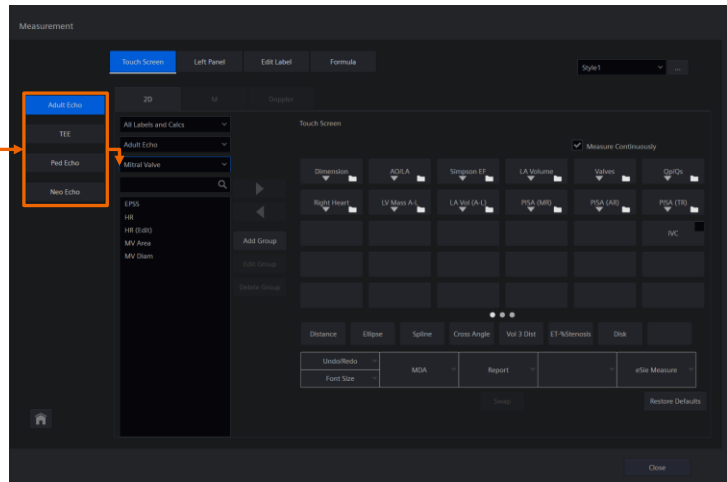 Measurement
Touch Screen Left Panel Edit Label Formula
Style1 ...
Adult Echo
TEE
Ped Echo
Neo Echo
2D M Doppler
All Labels and Calcs
Adult Echo
Mitral Valve
EPSS
HR
HR (Edit)
MV Area
MV Diam
Add Group
Edit Group
Delete Group
Touch Screen
Measure Continuously
Dimension AO/LA Simpson EF LA Volume Valves Qp/Qs
Right Heart LV Mass A-L LA Vol (A-L) PISA (MR) PISA (AR) PISA (TR)
IVC
Distance Ellipse Spline Cross Angle Vol 3 Dist ET-%Stenosis Disk
Undo/Redo
Font Size
MDA Report eSie Measure
Swap Restore Defaults
Close